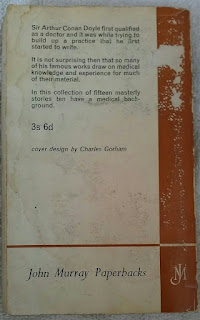 Sir Arthur Conan Doyle first qualified
as a doctor and it was while trying to
build up a practice that he first
started to write.
It is not surprising then that so many
of his famous works draw on medical
knowledge and experience for much
of their material.
In this collection of fifteen masterly
stories ten have a medical back-
ground.
3s 6d
cover design by Charles Gorham
John Murray Paperbacks
JM